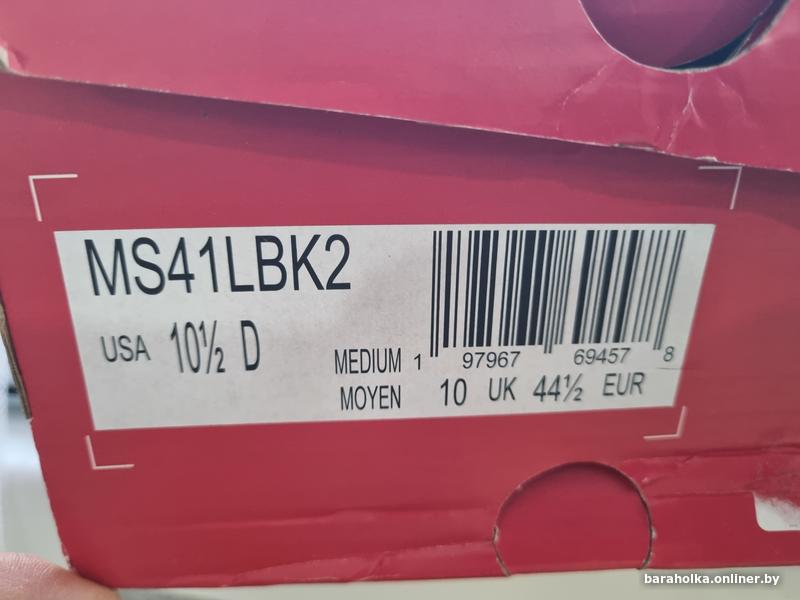 MS41LBK2
USA 10½ D
MEDIUM
MOYEN
1 97967 69457 8
10 UK 44½ EUR
baraholka.onliner.by